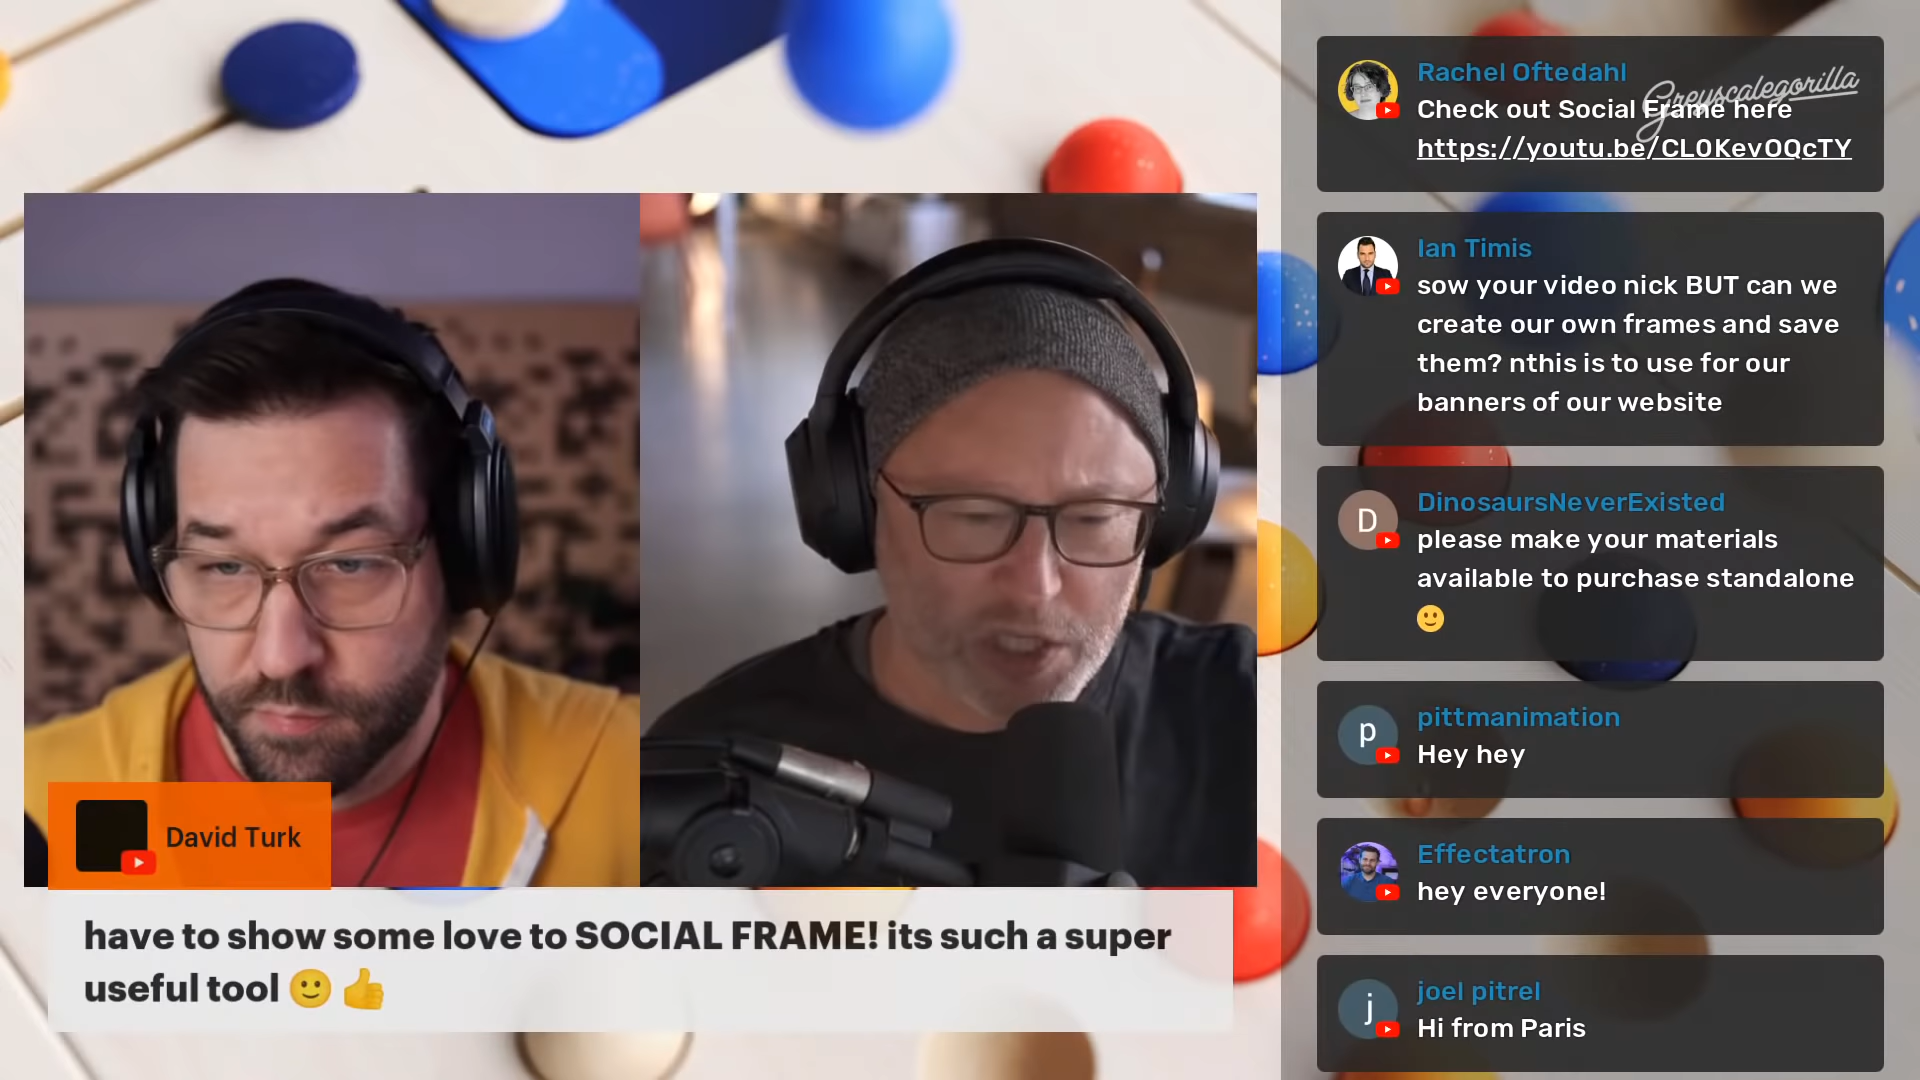 Greyscalegorilla
Rachel Oftedahl
Check out Social Frame here
https://youtu.be/CL0KevOQcTY
Ian Timis
sow your video nick BUT can we
create our own frames and save
them? nthis is to use for our
banners of our website
D
DinosaursNeverExisted
please make your materials
available to purchase standalone
🙂
p
pittmanimation
Hey hey
Effectatron
hey everyone!
j
joel pitrel
Hi from Paris
David Turk
have to show some love to SOCIAL FRAME! its such a super
useful tool 🙂 👍